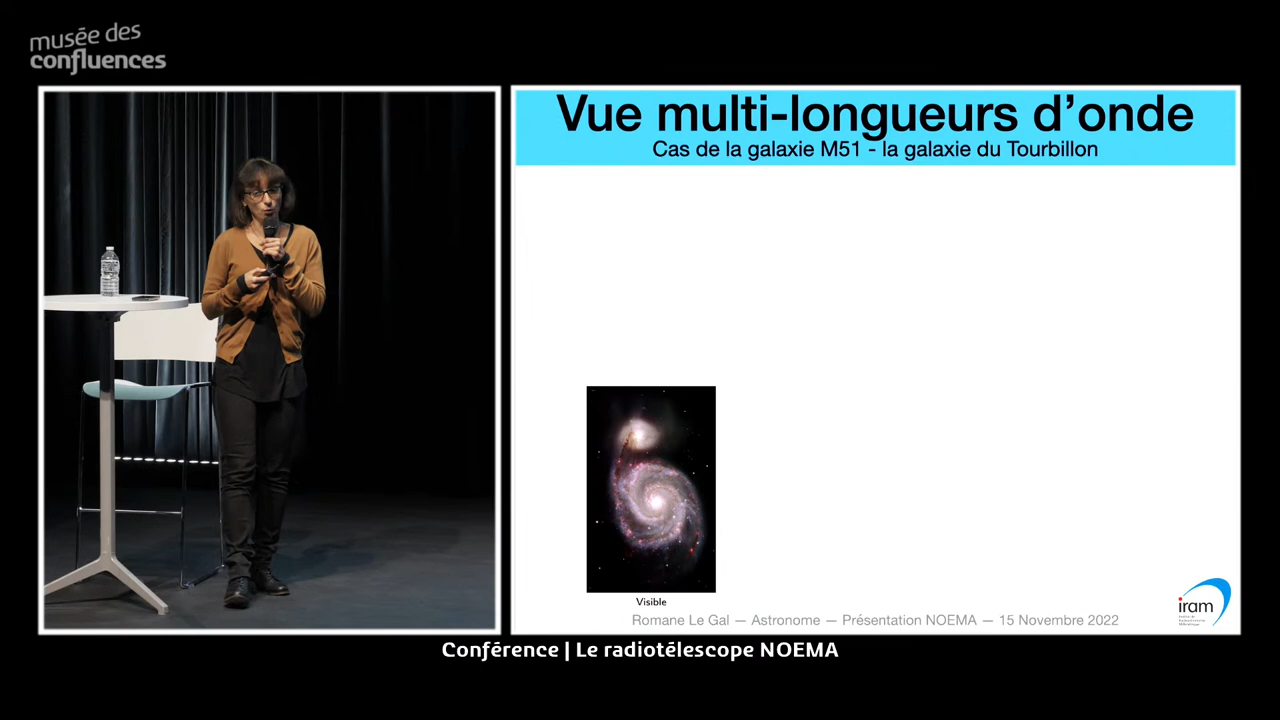 musée des
confluences
Vue multi-longueurs d'onde
Cas de la galaxie M51 - la galaxie du Tourbillon
Visible
Romane Le Gal — Astronome — Présentation NOEMA — 15 Novembre 2022
iram
Conférence | Le radiotélescope NOEMA